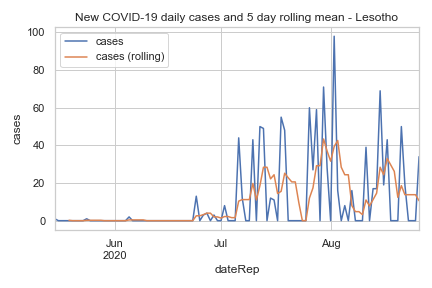 New COVID-19 daily cases and 5 day rolling mean - Lesotho
cases
cases (rolling)
100
80
60
40
20
0
cases
Jun
2020
Jul
Aug
dateRep